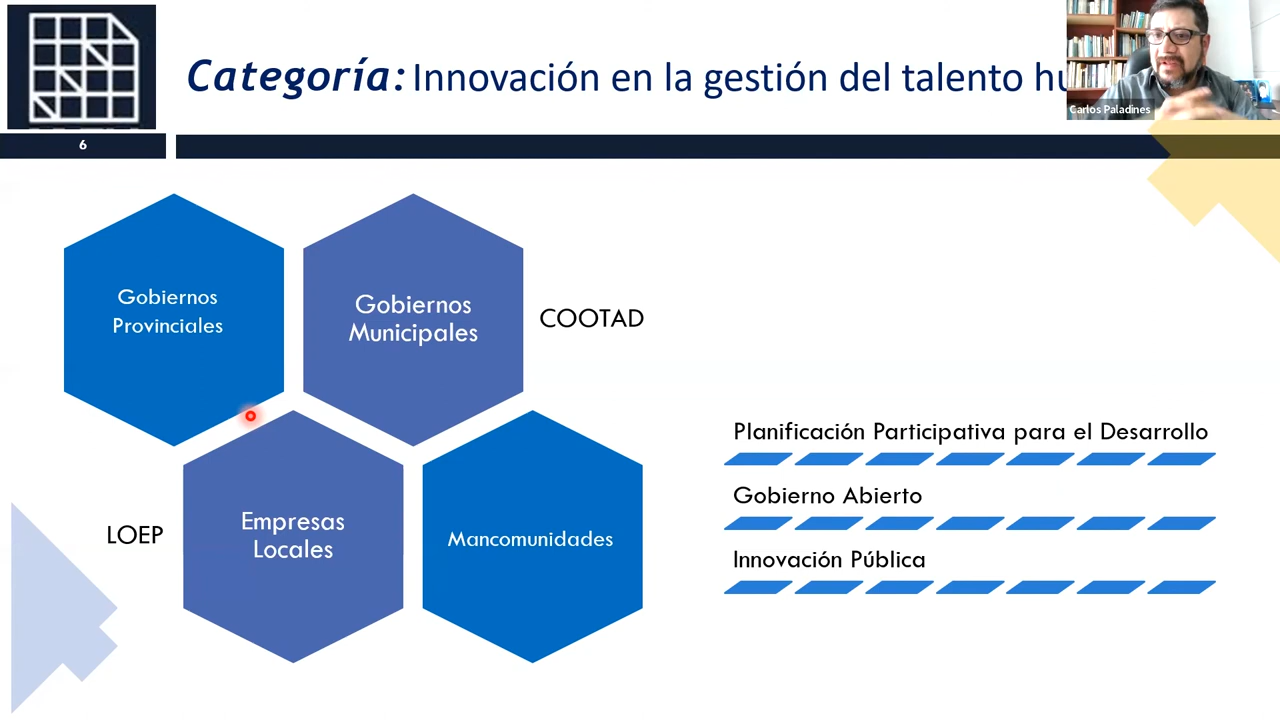 Categoría: Innovación en la gestión del talento
Carlos Paladines
6
Gobiernos
Provinciales
Gobiernos
Municipales
COOTAD
LOEP
Empresas
Locales
Mancomunidades
Planificación Participativa para el Desarrollo
Gobierno Abierto
Innovación Pública